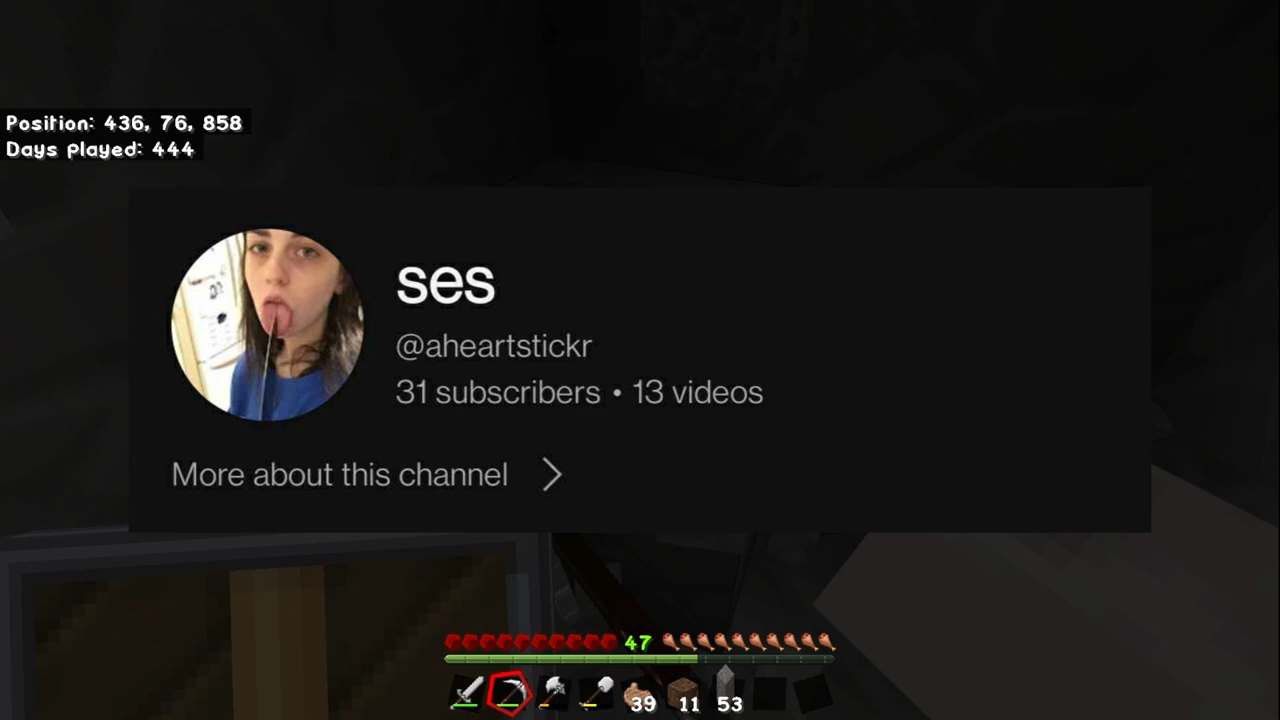 Position: 436, 76, 858
Days played: 444
ses
@aheartstickr
31 subscribers • 13 videos
More about this channel
47
39 11 53